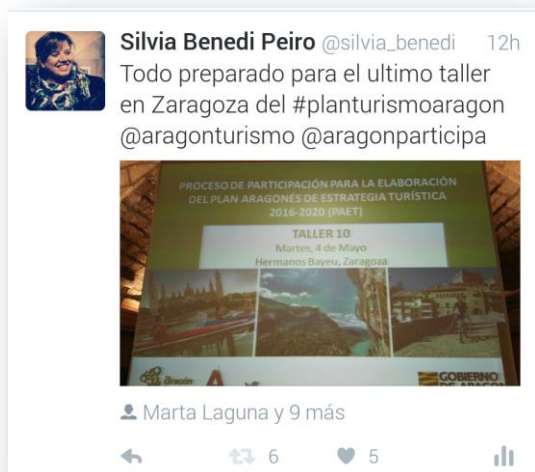 Silvia Benedi Peiro @silvia_benedi 12h
Todo preparado para el ultimo taller
en Zaragoza del #planturismoaragon
@aragonturismo @aragonparticipa
PROCESO DE PARTICIPACIÓN PARA LA ELABORACIÓN
DEL PLAN ARAGONÉS DE ESTRATEGIA TURÍSTICA
2016-2020 (PAET)
TALLER 10
Martes, 4 de Mayo
Hermanos Bayeu, Zaragoza
Aragón
GOBIERNO
DE ARAGON
Marta Laguna y 9 más
6 5